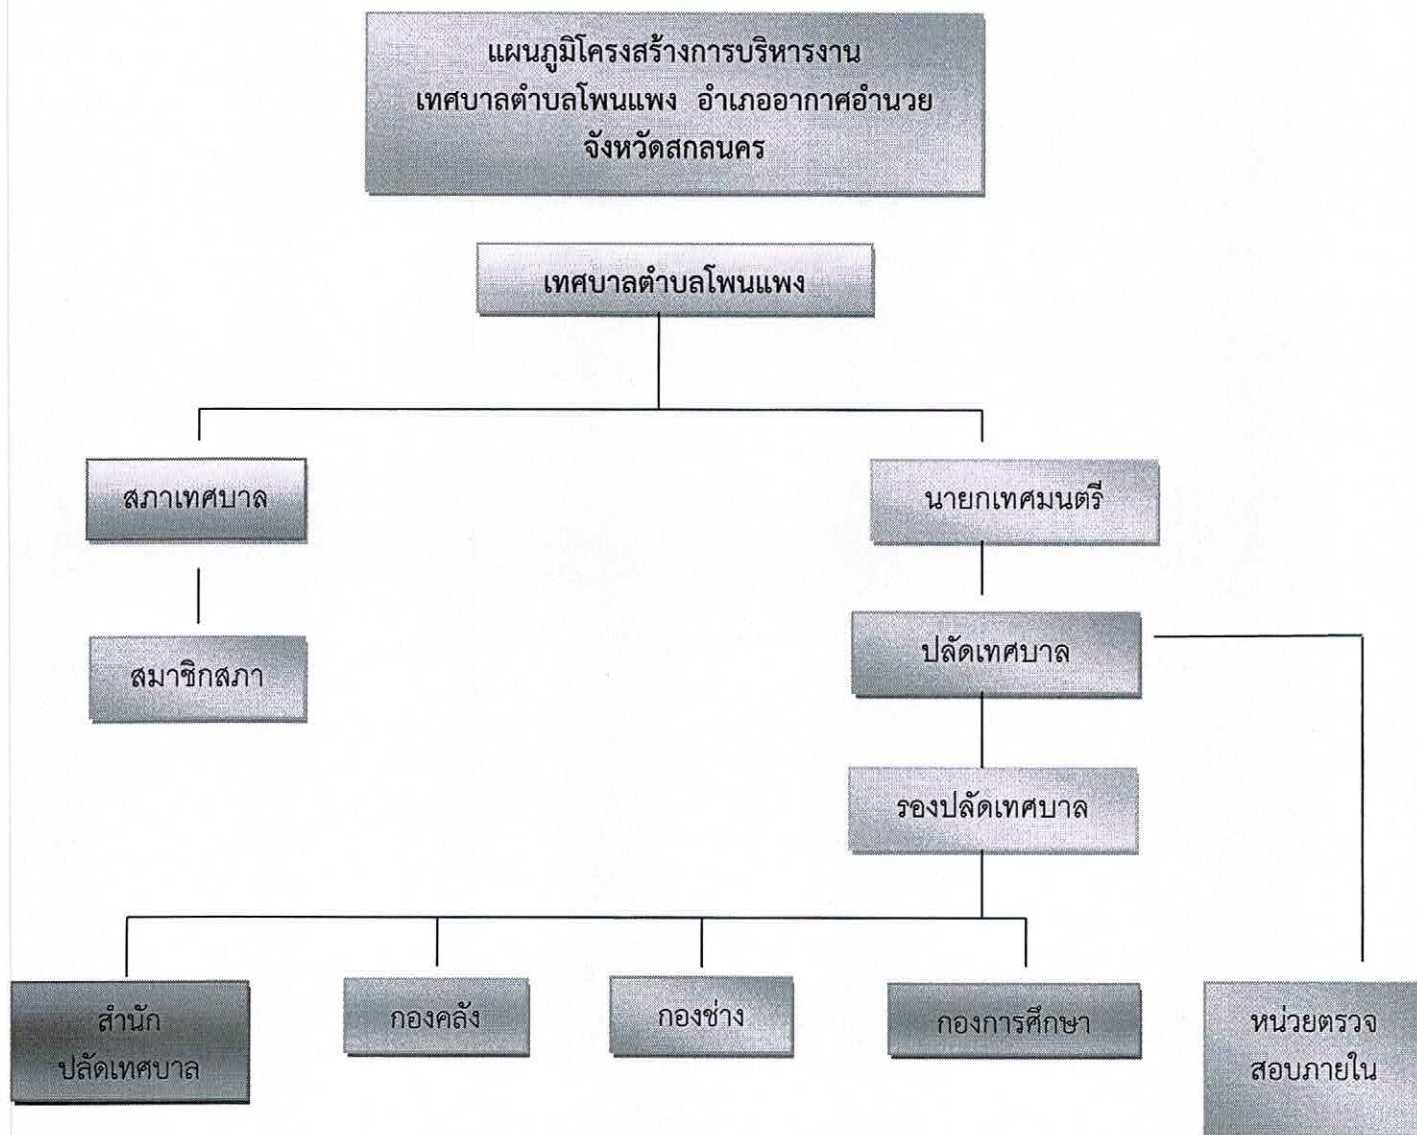 แผนภูมิโครงสร้างการบริหารงาน
เทศบาลตำบลโพนแพง อำเภออากาศอำนวย
จังหวัดสกลนคร
เทศบาลตำบลโพนแพง
สภาเทศบาล
นายกเทศมนตรี
สมาชิกสภา
ปลัดเทศบาล
รองปลัดเทศบาล
สำนัก
ปลัดเทศบาล
กองคลัง
กองช่าง
กองการศึกษา
หน่วยตรวจ
สอบภายใน